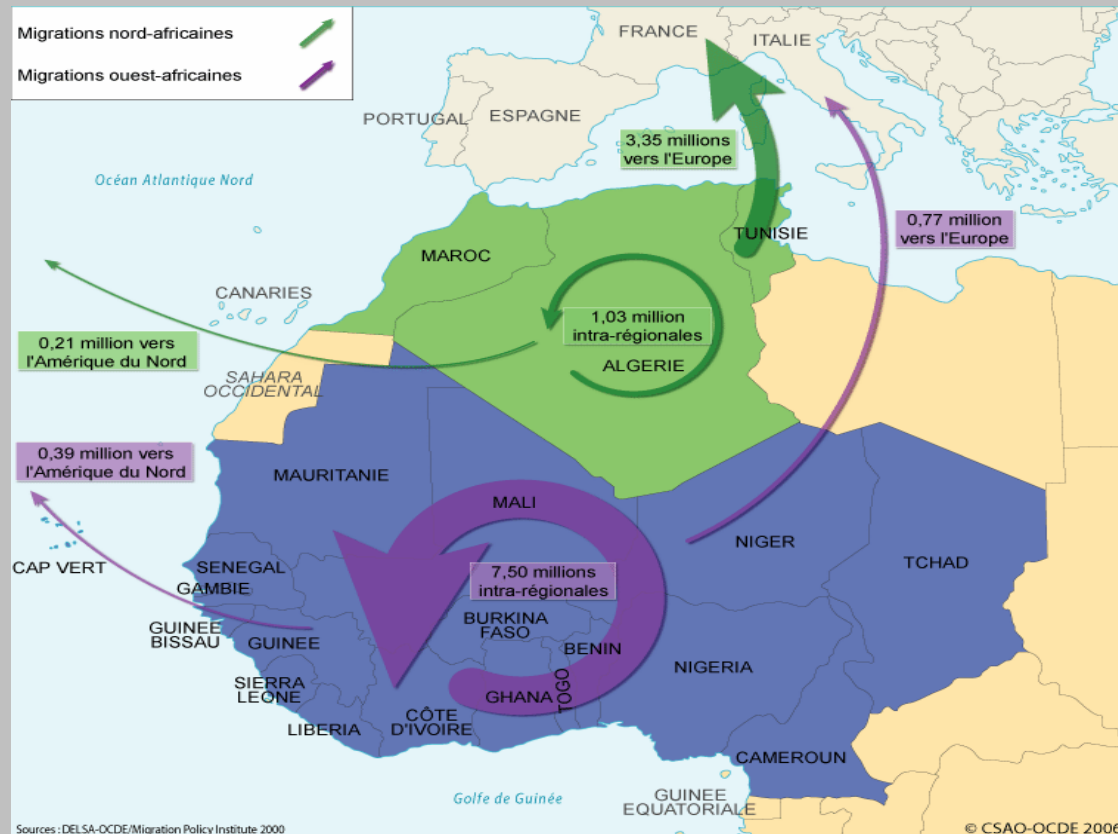 Migrations nord-africaines
Migrations ouest-africaines
FRANCE
ITALIE
PORTUGAL
ESPAGNE
3,35 millions
vers l'Europe
Océan Atlantique Nord
0,77 million
vers l'Europe
TUNISIE
MAROC
CANARIES
1,03 million
intra-régionales
0,21 million vers
l'Amérique du Nord
ALGERIE
SAHARA
OCCIDENTAL
0,39 million vers
l'Amérique du Nord
MAURITANIE
MALI
NIGER
TCHAD
CAP VERT
SENEGAL
GAMBIE
7,50 millions
intra-régionales
GUINEE
BISSAU
GUINEE
BURKINA
FASO
BENIN
NIGERIA
SIERRA
LEONE
GHANA
TOGO
LIBERIA
CÔTE
D'IVOIRE
CAMEROUN
Golfe de Guinée
GUINEE
EQUATORIALE
Sources : DELSA-OCDE/Migration Policy Institute 2000
© CSAO-OCDE 2006